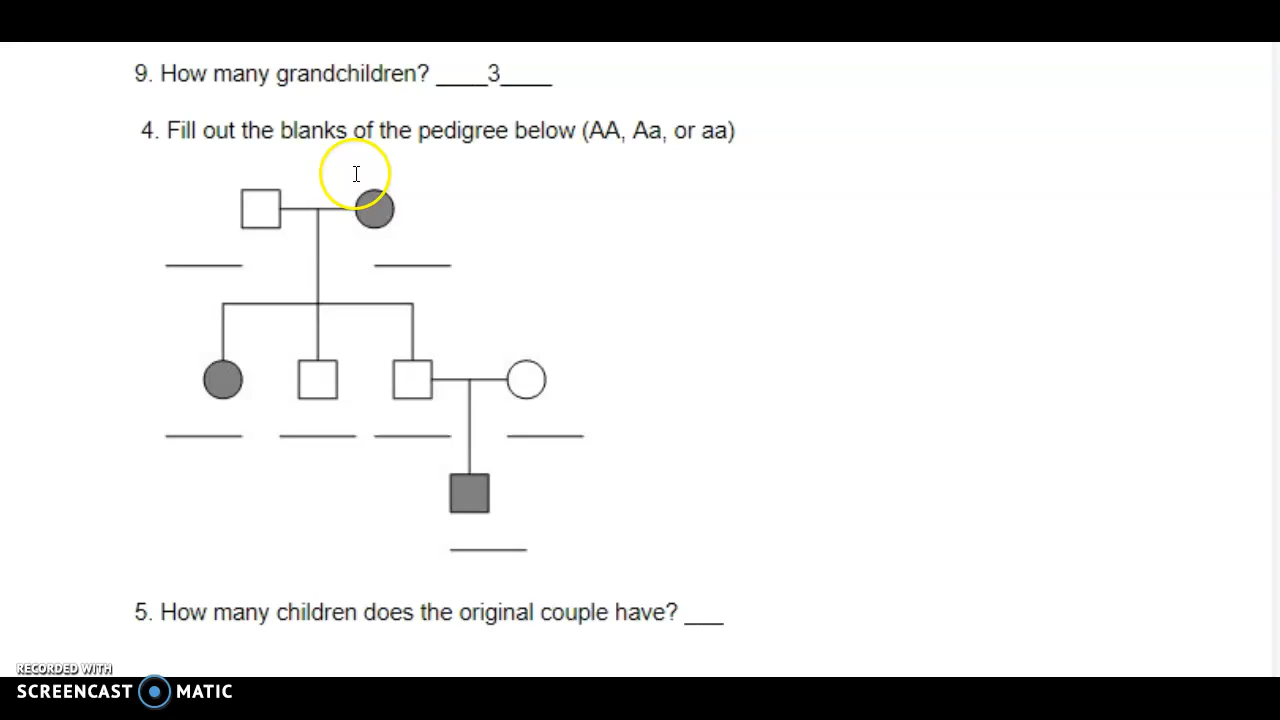 9. How many grandchildren? ____3____
4. Fill out the blanks of the pedigree below (AA, Aa, or aa)
5. How many children does the original couple have? ___
RECORDED WITH
SCREENCAST MATIC